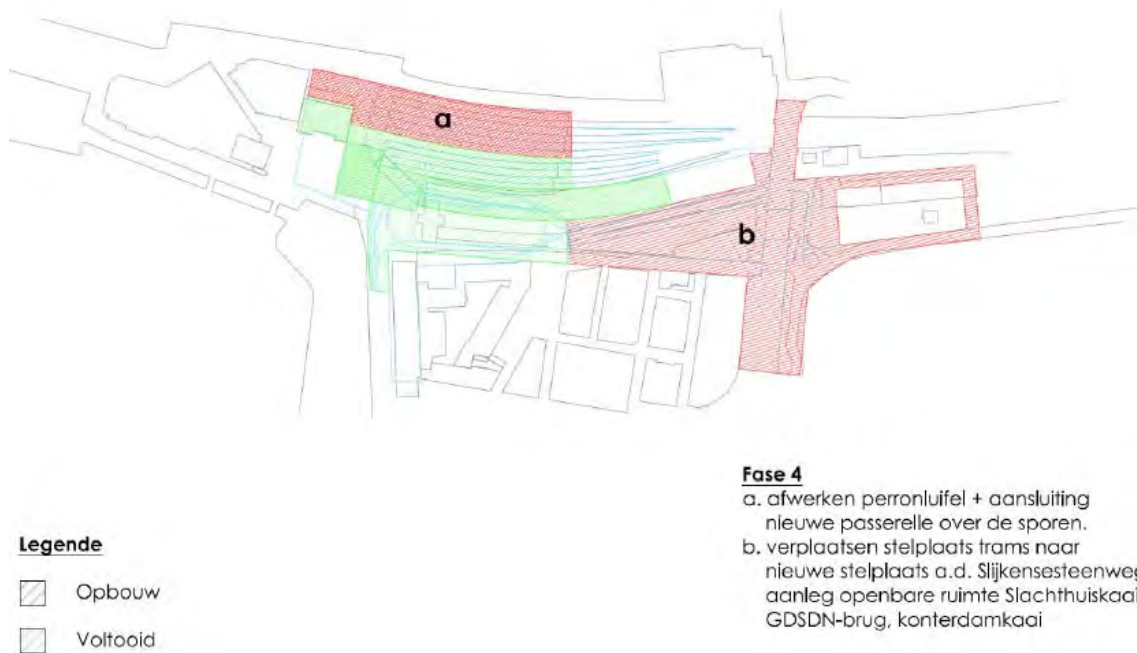 a
b
Fase 4
a. afwerken perronluifel + aansluiting
nieuwe passerelle over de sporen.
b. verplaatsen stelplaats trams naar
nieuwe stelplaats a.d. Slijkensesteenweg
aanleg openbare ruimte Slachthuiskaai
GDSDN-brug, konterdamkaai
Legende
Opbouw
Voltooid